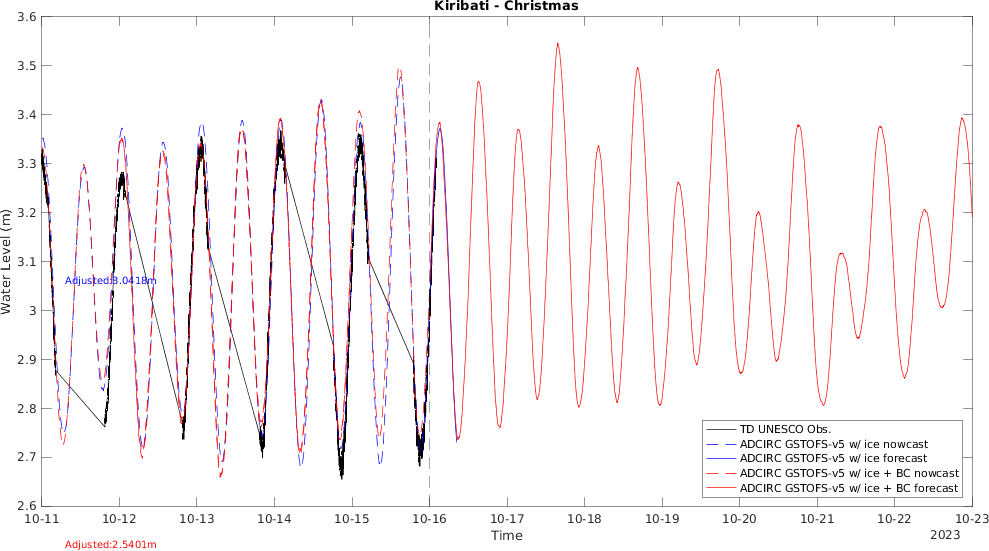 Kiribati - Christmas
3.6
3.5
3.4
3.3
3.2
3.1
3
2.9
2.8
2.7
2.6
Water Level (m)
Adjusted:3.0418m
TD UNESCO Obs.
ADCIRC GSTOFS-v5 w/ ice nowcast
ADCIRC GSTOFS-v5 w/ ice forecast
ADCIRC GSTOFS-v5 w/ ice + BC nowcast
ADCIRC GSTOFS-v5 w/ ice + BC forecast
10-11 10-12 10-13 10-14 10-15 10-16 10-17 10-18 10-19 10-20 10-21 10-22 10-23
Time
2023
Adjusted:2.5401m